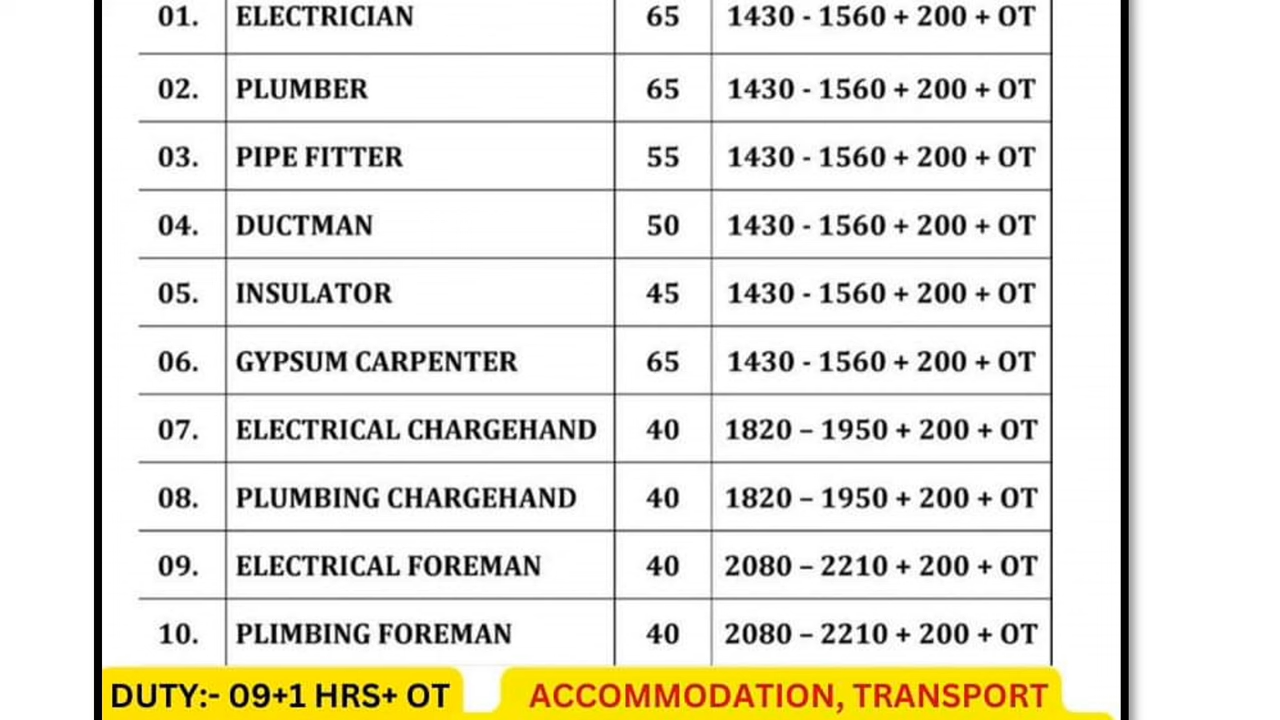 01. ELECTRICIAN 65 1430 - 1560 + 200 + OT
02. PLUMBER 65 1430 - 1560 + 200 + OT
03. PIPE FITTER 55 1430 - 1560 + 200 + OT
04. DUCTMAN 50 1430 - 1560 + 200 + OT
05. INSULATOR 45 1430 - 1560 + 200 + OT
06. GYPSUM CARPENTER 65 1430 - 1560 + 200 + OT
07. ELECTRICAL CHARGEHAND 40 1820 – 1950 + 200 + OT
08. PLUMBING CHARGEHAND 40 1820 – 1950 + 200 + OT
09. ELECTRICAL FOREMAN 40 2080 – 2210 + 200 + OT
10. PLIMBING FOREMAN 40 2080 – 2210 + 200 + OT
DUTY:- 09+1 HRS+ OT ACCOMMODATION, TRANSPORT